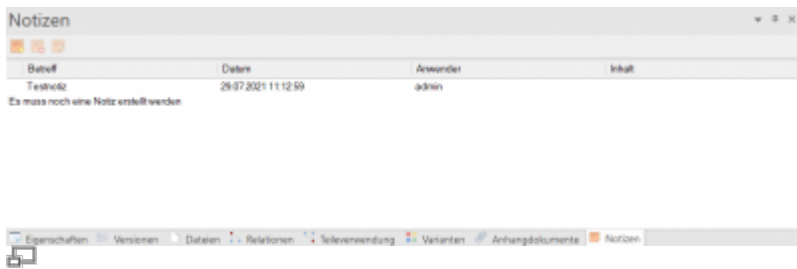 Notizen
Betreff Datum Anwender Inhalt
Testnotiz 29.07.2021 11:12:59 admin
Es muss noch eine Notiz erstellt werden
Eigenschaften Versionen Dateien Relationen Teileverwendung Varianten Anhangdokumente Notizen